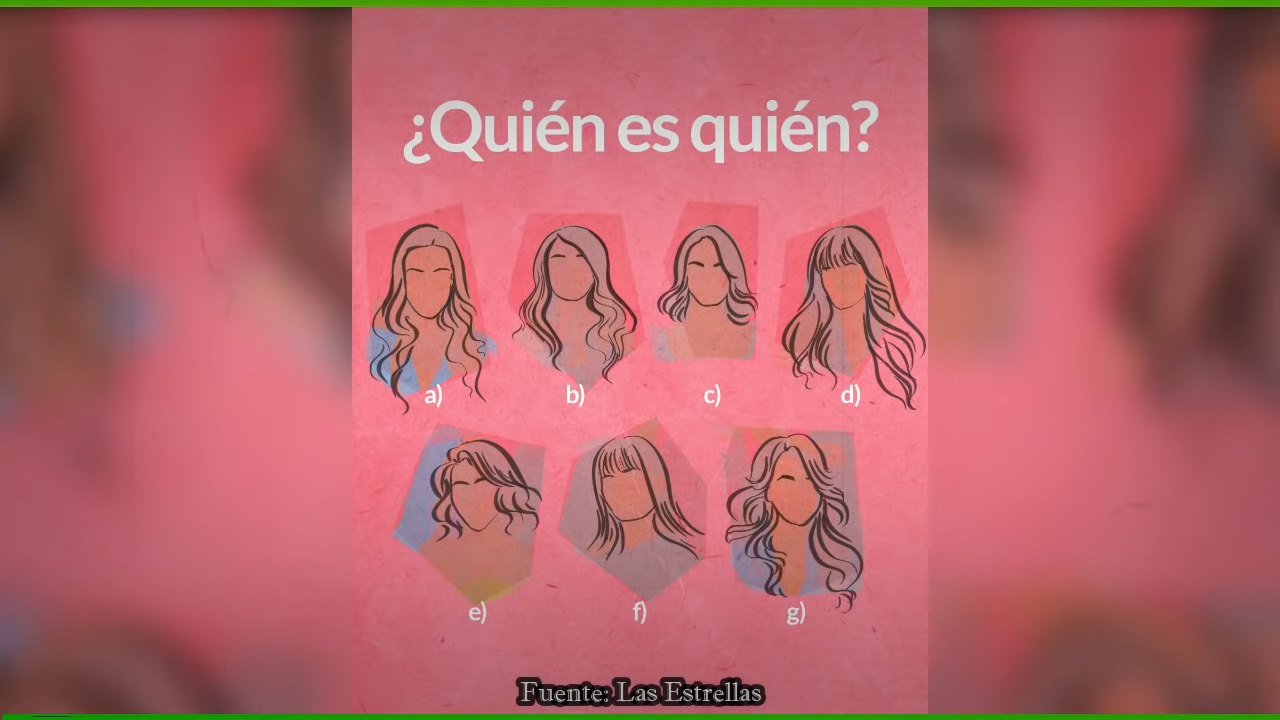 ¿Quién es quién?
a) b) c) d)
e) f) g)
Fuente: Las Estrellas